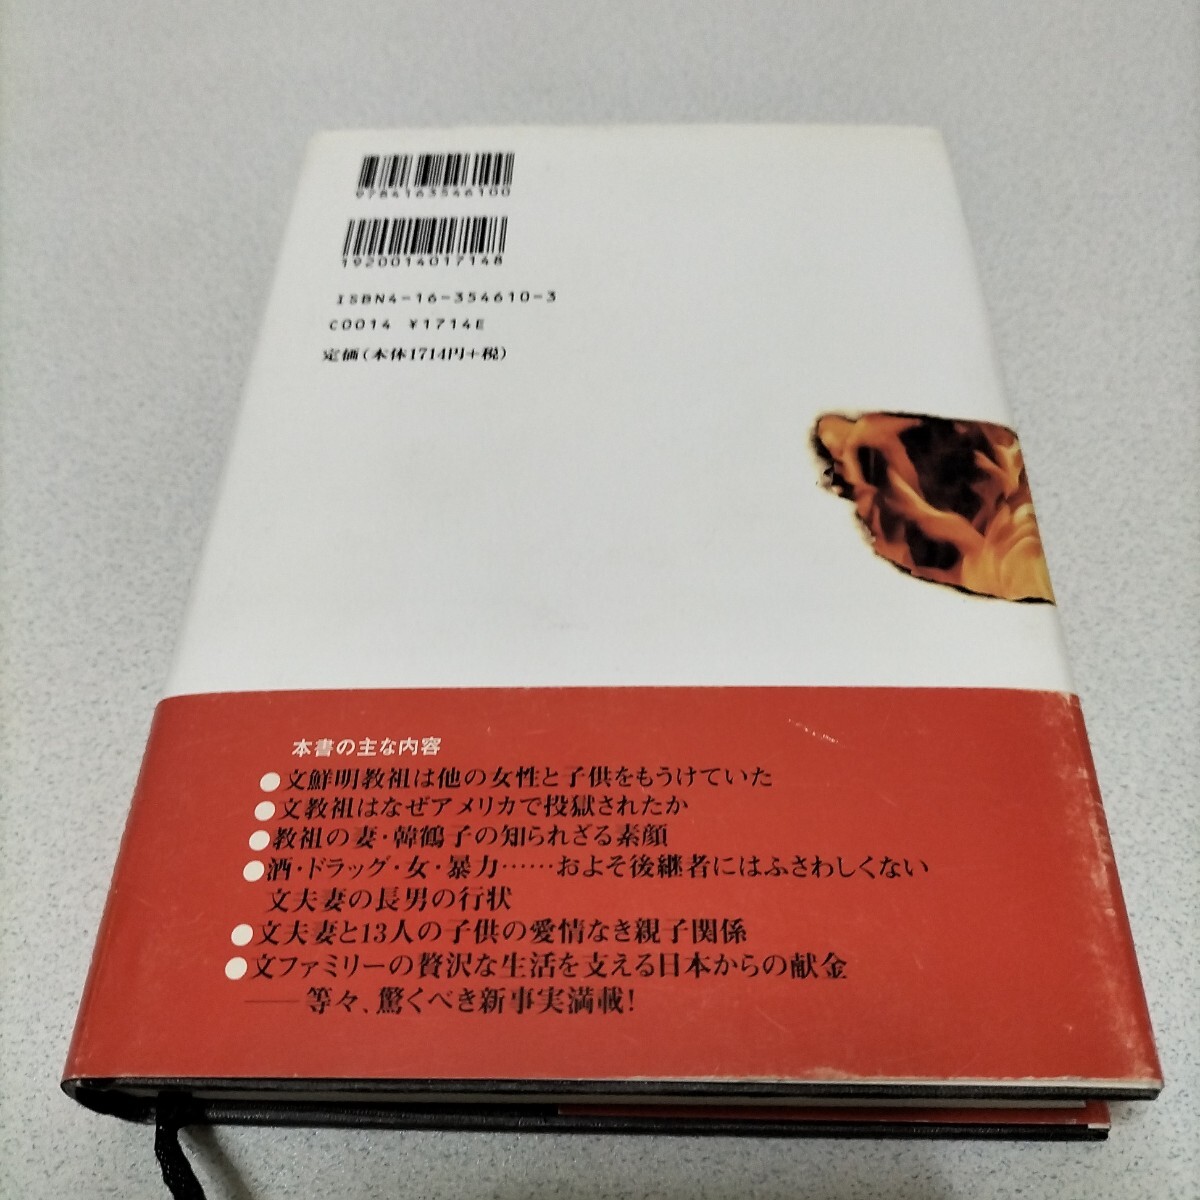 9784163546100
1920014017148
ISBN4-16-354610-3
C0014 ¥1714E
定価(本体1714円+税)
本書の主な内容
●文鮮明教祖は他の女性と子供をもうけていた
●文教祖はなぜアメリカで投獄されたか
●教祖の妻・韓鶴子の知られざる素顔
●酒・ドラッグ・女・暴力……およそ後継者にはふさわしくない
文夫妻の長男の行状
●文夫妻と13人の子供の愛情なき親子関係
●文ファミリーの贅沢な生活を支える日本からの献金
――等々、驚くべき新事実満載!